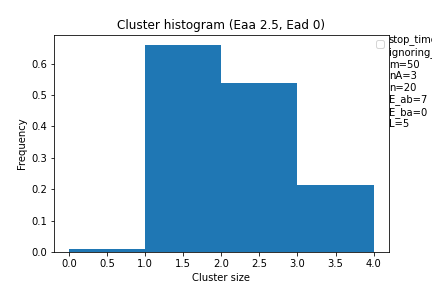 Cluster histogram (Eaa 2.5, Ead 0)
stop_time
ignoring_
m=50
nA=3
n=20
E_ab=7
E_ba=0
L=5
Frequency
0.6
0.5
0.4
0.3
0.2
0.1
0.0
0.0 0.5 1.0 1.5 2.0 2.5 3.0 3.5 4.0
Cluster size